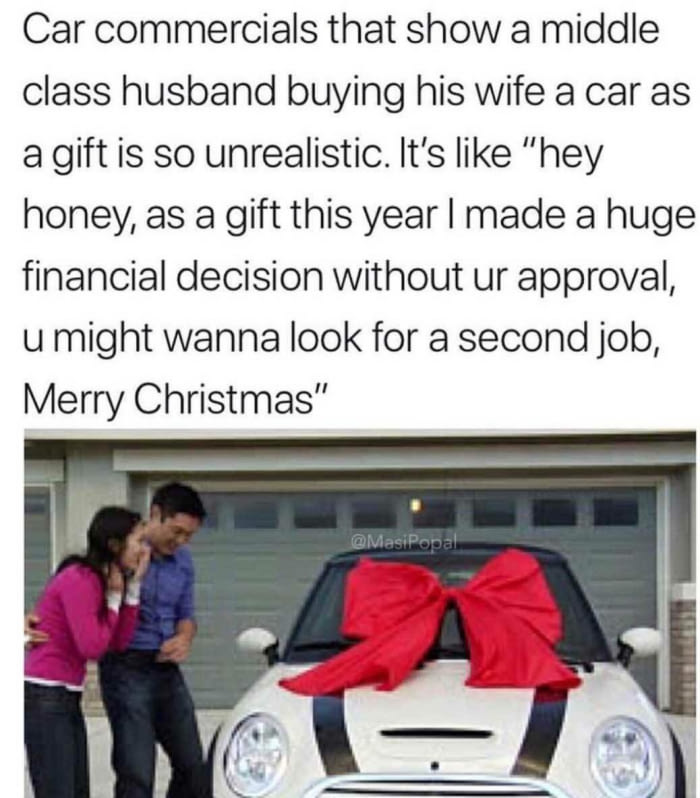 Car commercials that show a middle
class husband buying his wife a car as
a gift is so unrealistic. It's like "hey
honey, as a gift this year I made a huge
financial decision without ur approval,
u might wanna look for a second job,
Merry Christmas"
@MasiPopal